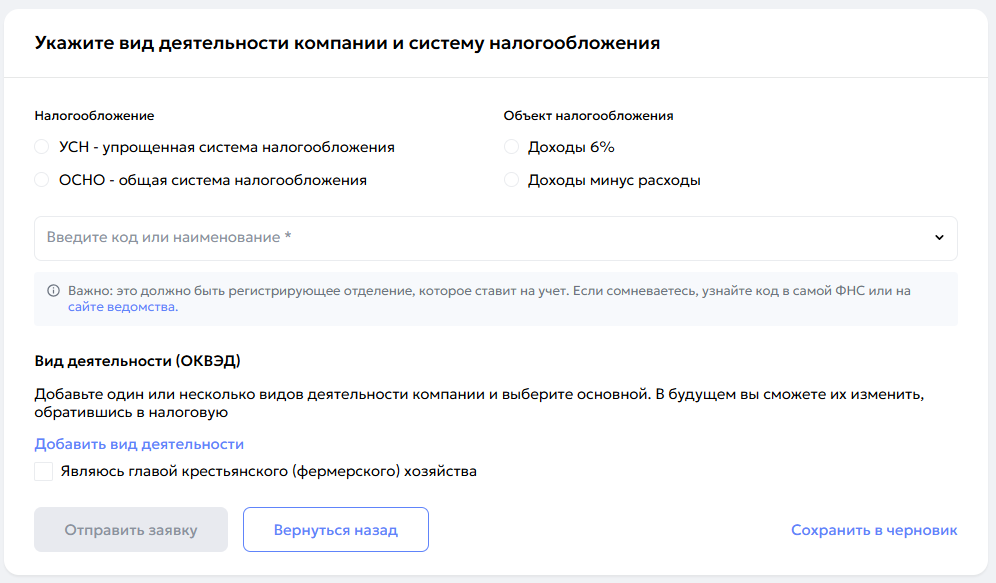 Укажите вид деятельности компании и систему налогообложения
Налогообложение
УСН - упрощенная система налогообложения
ОСНО - общая система налогообложения
Объект налогообложения
Доходы 6%
Доходы минус расходы
Введите код или наименование *
Важно: это должно быть регистрирующее отделение, которое ставит на учет. Если сомневаетесь, узнайте код в самой ФНС или на
сайте ведомства.
Вид деятельности (ОКВЭД)
Добавьте один или несколько видов деятельности компании и выберите основной. В будущем вы сможете их изменить,
обратившись в налоговую
Добавить вид деятельности
Являюсь главой крестьянского (фермерского) хозяйства
Отправить заявку
Вернуться назад
Сохранить в черновик